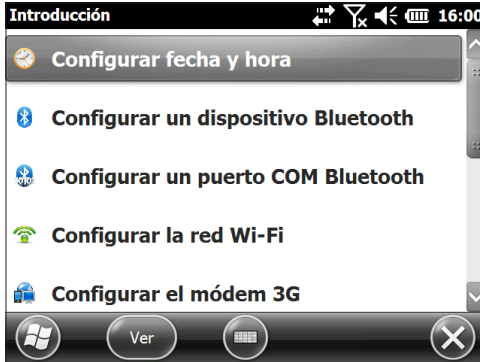 Introducción 16:00
Configurar fecha y hora
Configurar un dispositivo Bluetooth
Configurar un puerto COM Bluetooth
Configurar la red Wi-Fi
Configurar el módem 3G
Ver